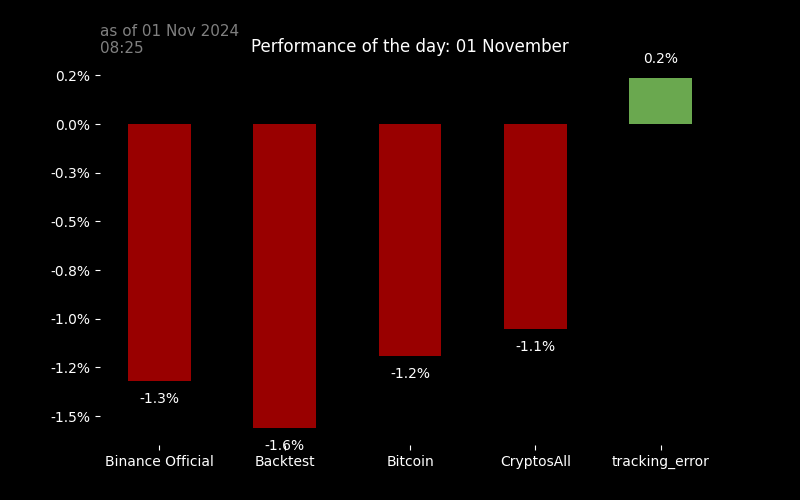 as of 01 Nov 2024
08:25
Performance of the day: 01 November
0.2%
0.2%
0.0%
-0.3%
-0.5%
-0.8%
-1.0%
-1.2%
-1.5%
-1.3%
-1.6%
-1.2%
-1.1%
Binance Official
Backtest
Bitcoin
CryptosAll
tracking_error